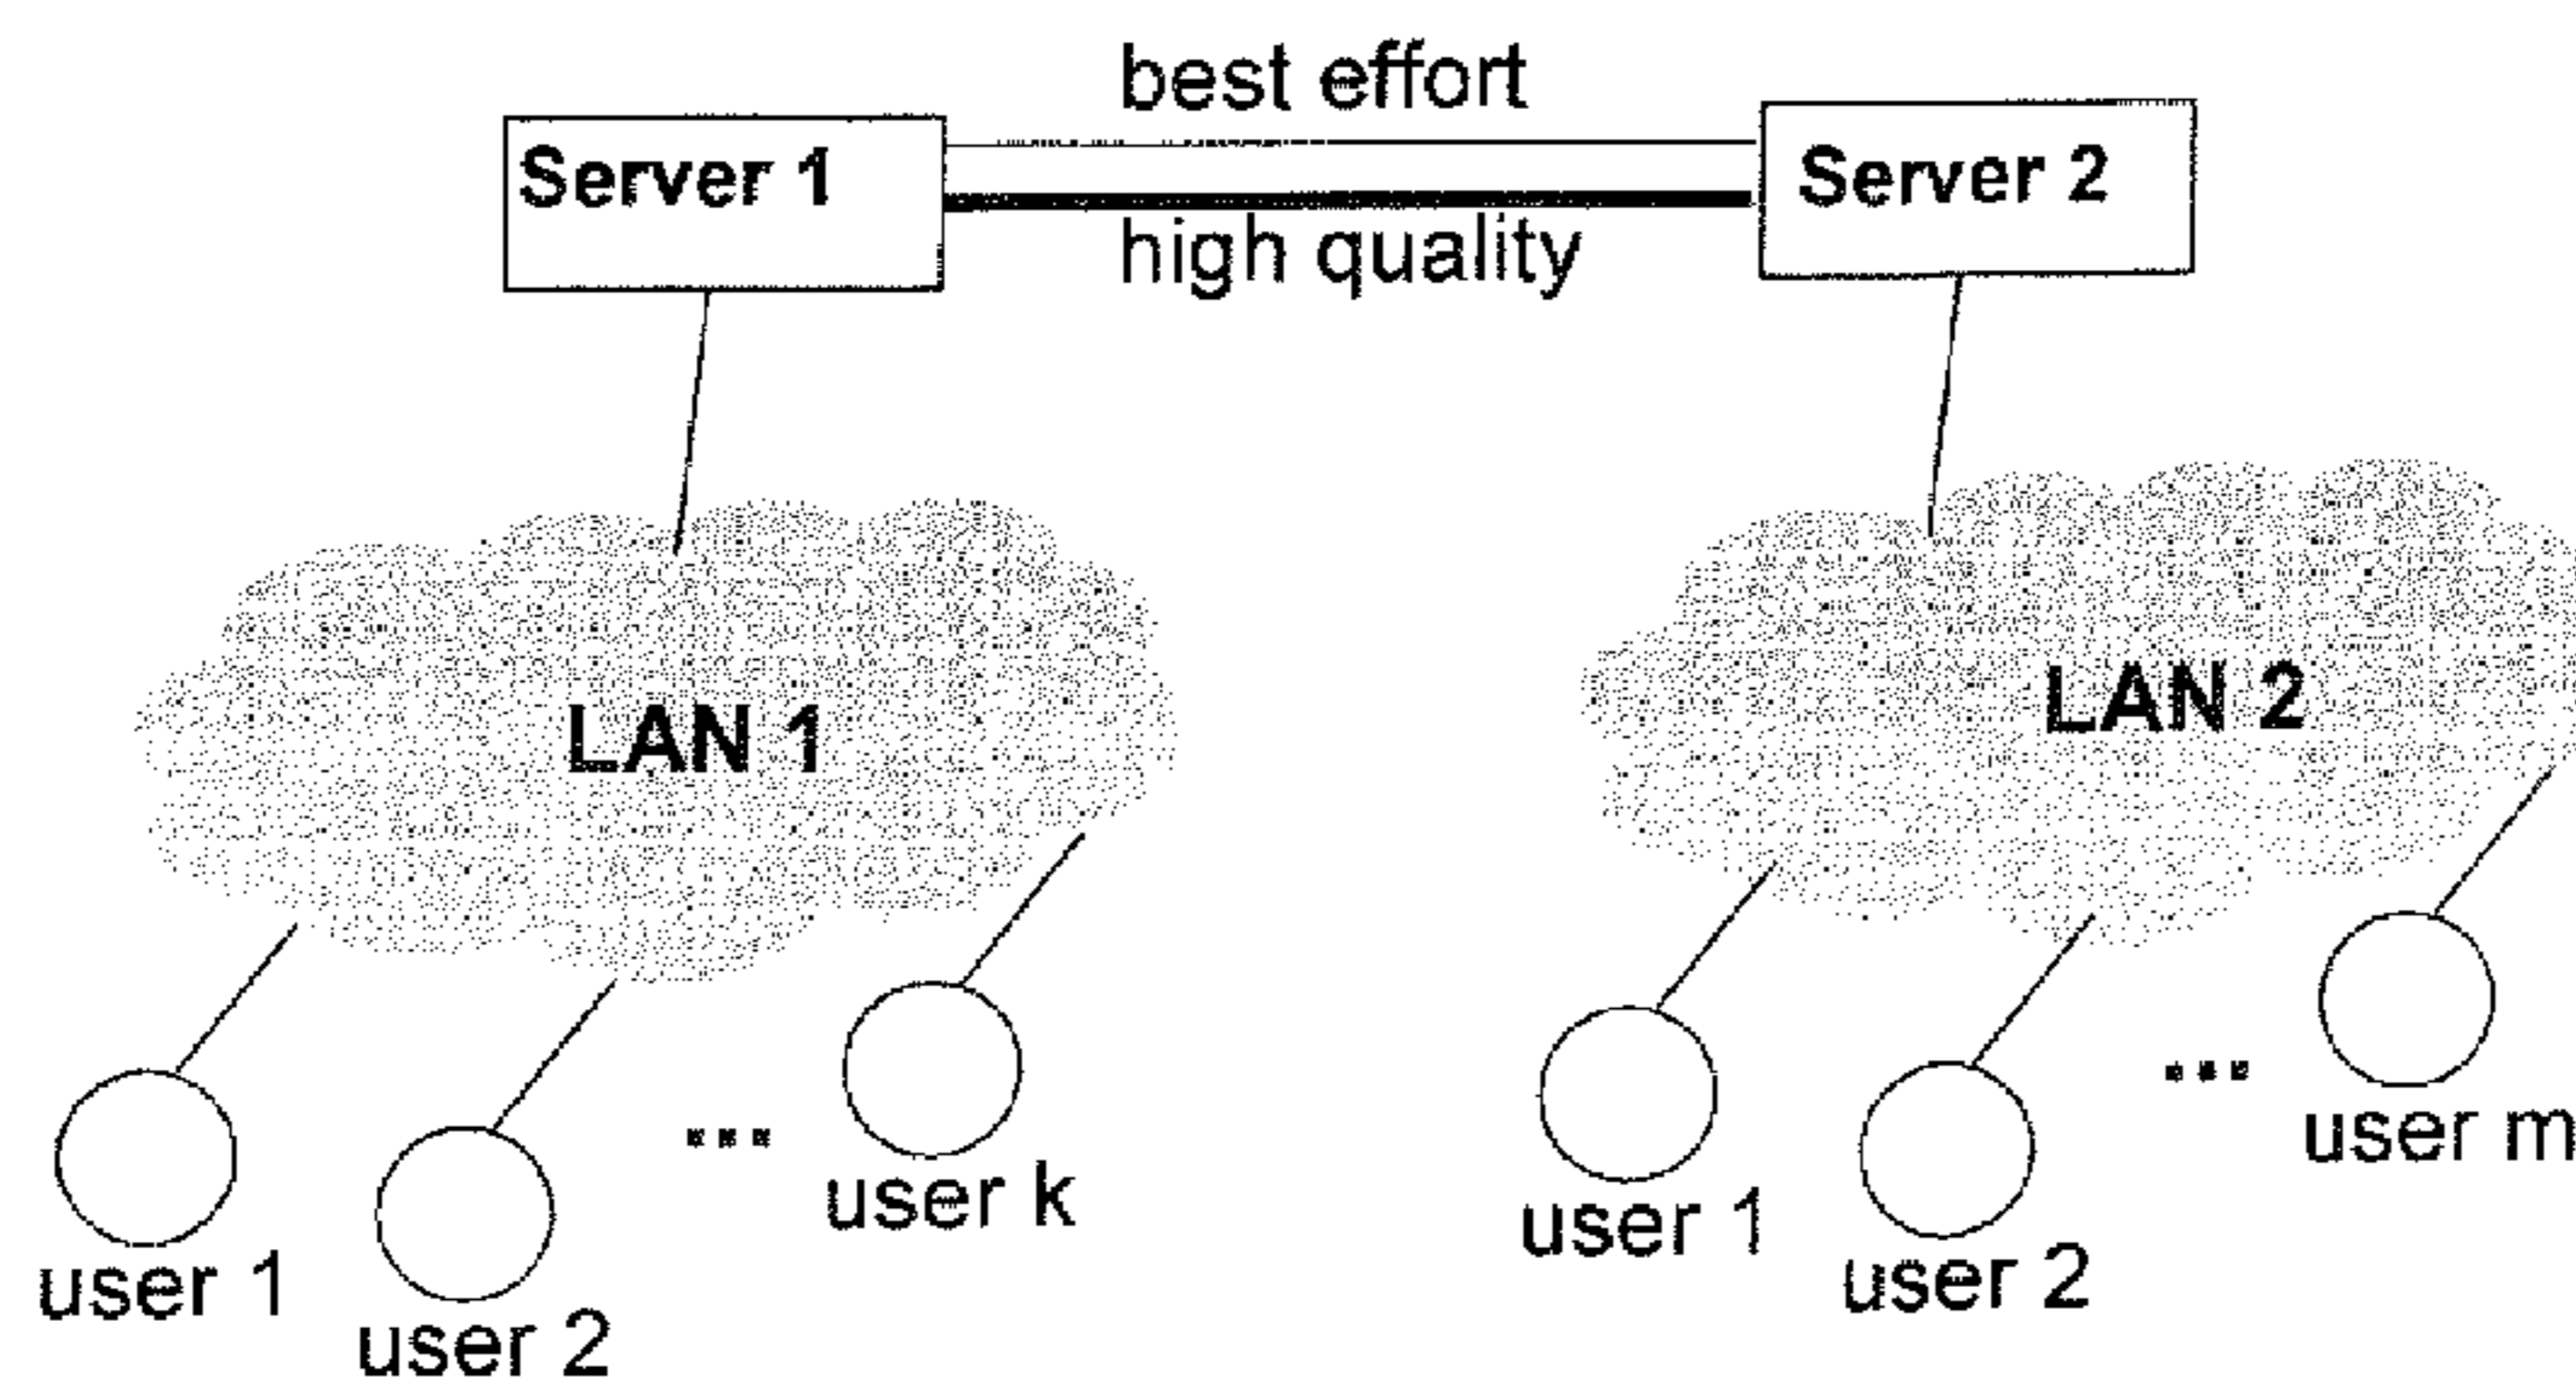 best effort
Server 1
Server 2
high quality
LAN 1
LAN 2
...
...
user 1
user 2
user k
user 1
user 2
user m